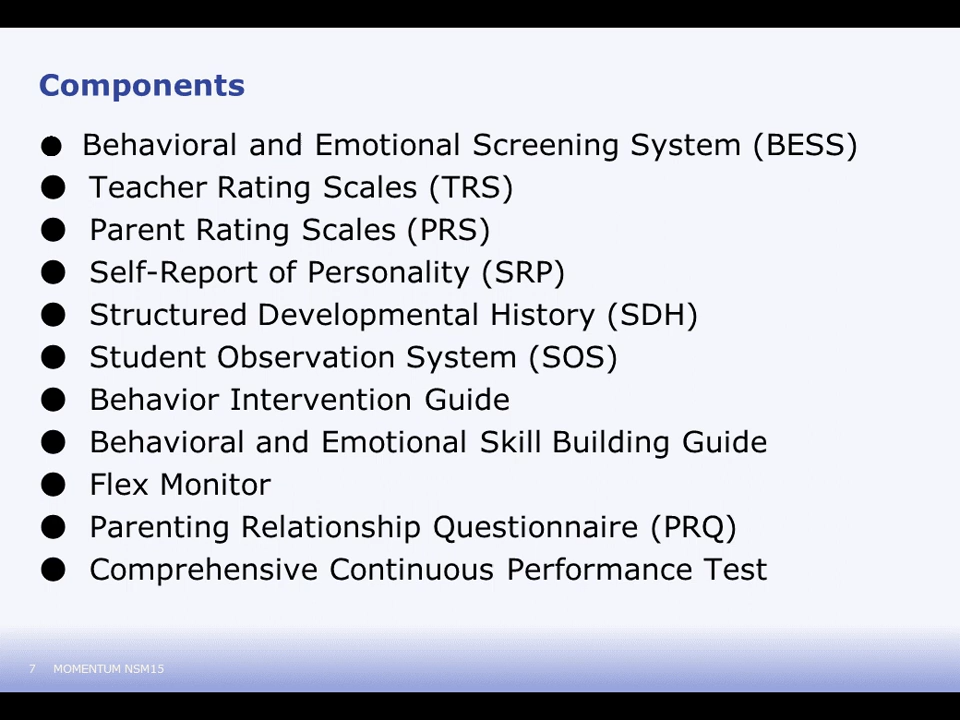 Components
● Behavioral and Emotional Screening System (BESS)
● Teacher Rating Scales (TRS)
● Parent Rating Scales (PRS)
● Self-Report of Personality (SRP)
● Structured Developmental History (SDH)
● Student Observation System (SOS)
● Behavior Intervention Guide
● Behavioral and Emotional Skill Building Guide
● Flex Monitor
● Parenting Relationship Questionnaire (PRQ)
● Comprehensive Continuous Performance Test
7 MOMENTUM NSM15